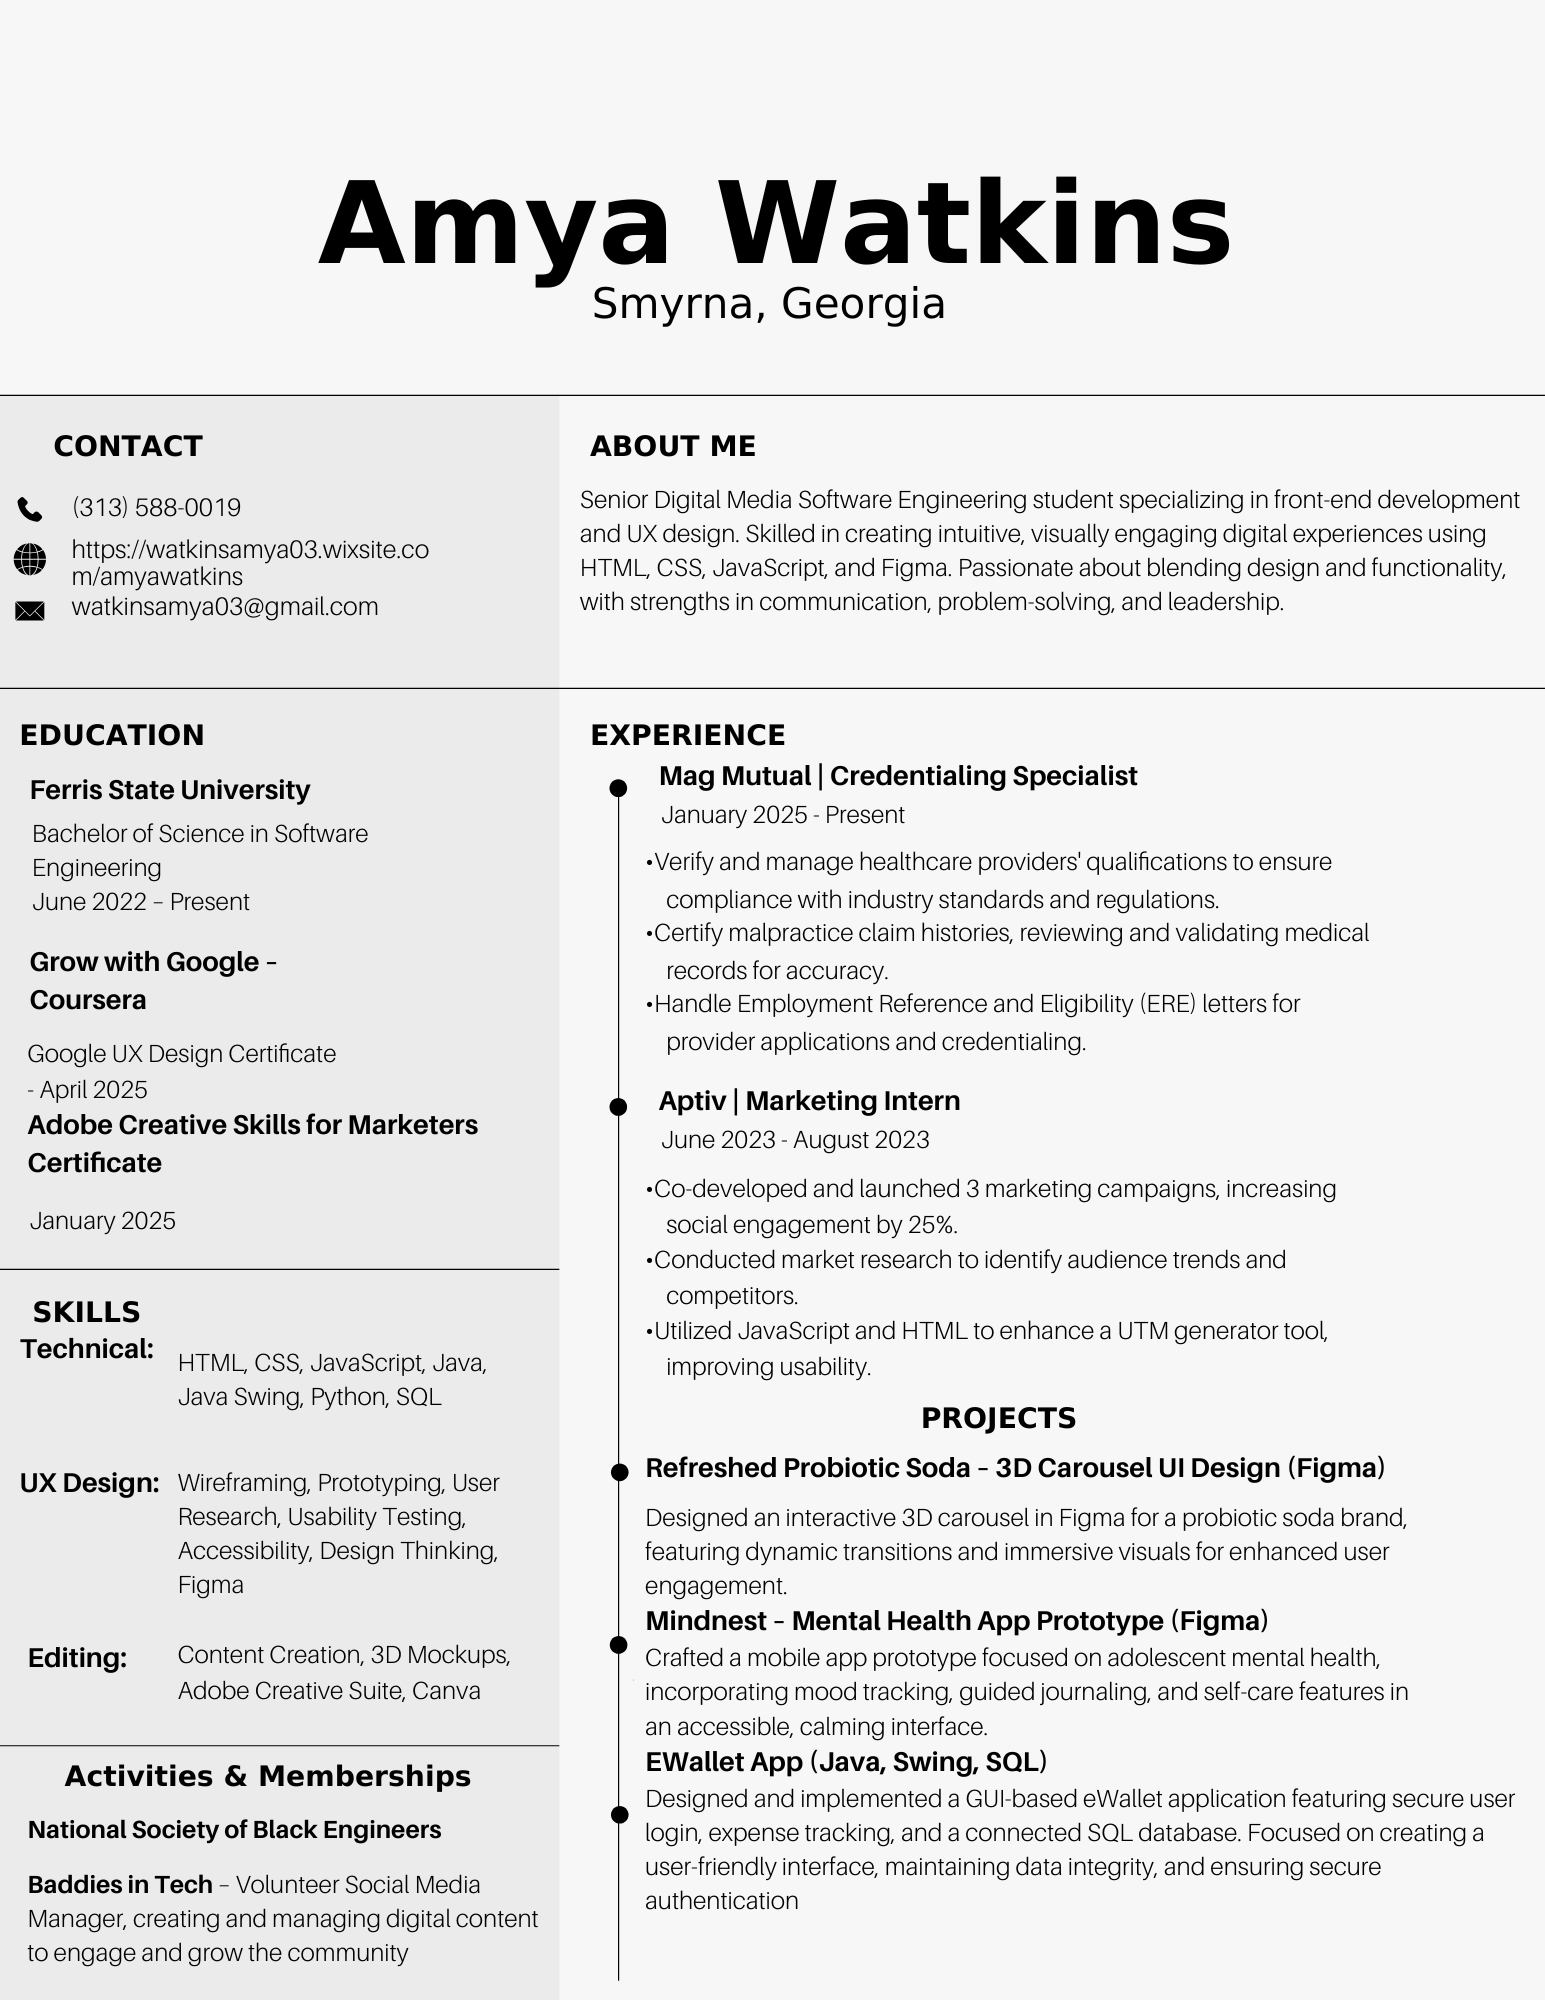 Amya Watkins
Smyrna, Georgia
CONTACT
(313) 588-0019
https://watkinsamya03.wixsite.co
m/amyawatkins
watkinsamya03@gmail.com
ABOUT ME
Senior Digital Media Software Engineering student specializing in front-end development
and UX design. Skilled in creating intuitive, visually engaging digital experiences using
HTML, CSS, JavaScript, and Figma. Passionate about blending design and functionality,
with strengths in communication, problem-solving, and leadership.
EDUCATION
Ferris State University
Bachelor of Science in Software
Engineering
June 2022 – Present
Grow with Google –
Coursera
Google UX Design Certificate
- April 2025
Adobe Creative Skills for Marketers
Certificate
January 2025
SKILLS
Technical:
HTML, CSS, JavaScript, Java,
Java Swing, Python, SQL
UX Design:
Wireframing, Prototyping, User
Research, Usability Testing,
Accessibility, Design Thinking,
Figma
Editing:
Content Creation, 3D Mockups,
Adobe Creative Suite, Canva
Activities & Memberships
National Society of Black Engineers
Baddies in Tech – Volunteer Social Media
Manager, creating and managing digital content
to engage and grow the community
EXPERIENCE
Mag Mutual | Credentialing Specialist
January 2025 - Present
•Verify and manage healthcare providers' qualifications to ensure
compliance with industry standards and regulations.
•Certify malpractice claim histories, reviewing and validating medical
records for accuracy.
•Handle Employment Reference and Eligibility (ERE) letters for
provider applications and credentialing.
Aptiv | Marketing Intern
June 2023 - August 2023
•Co-developed and launched 3 marketing campaigns, increasing
social engagement by 25%.
•Conducted market research to identify audience trends and
competitors.
•Utilized JavaScript and HTML to enhance a UTM generator tool,
improving usability.
PROJECTS
Refreshed Probiotic Soda – 3D Carousel UI Design (Figma)
Designed an interactive 3D carousel in Figma for a probiotic soda brand,
featuring dynamic transitions and immersive visuals for enhanced user
engagement.
Mindnest – Mental Health App Prototype (Figma)
Crafted a mobile app prototype focused on adolescent mental health,
incorporating mood tracking, guided journaling, and self-care features in
an accessible, calming interface.
EWallet App (Java, Swing, SQL)
Designed and implemented a GUI-based eWallet application featuring secure user
login, expense tracking, and a connected SQL database. Focused on creating a
user-friendly interface, maintaining data integrity, and ensuring secure
authentication